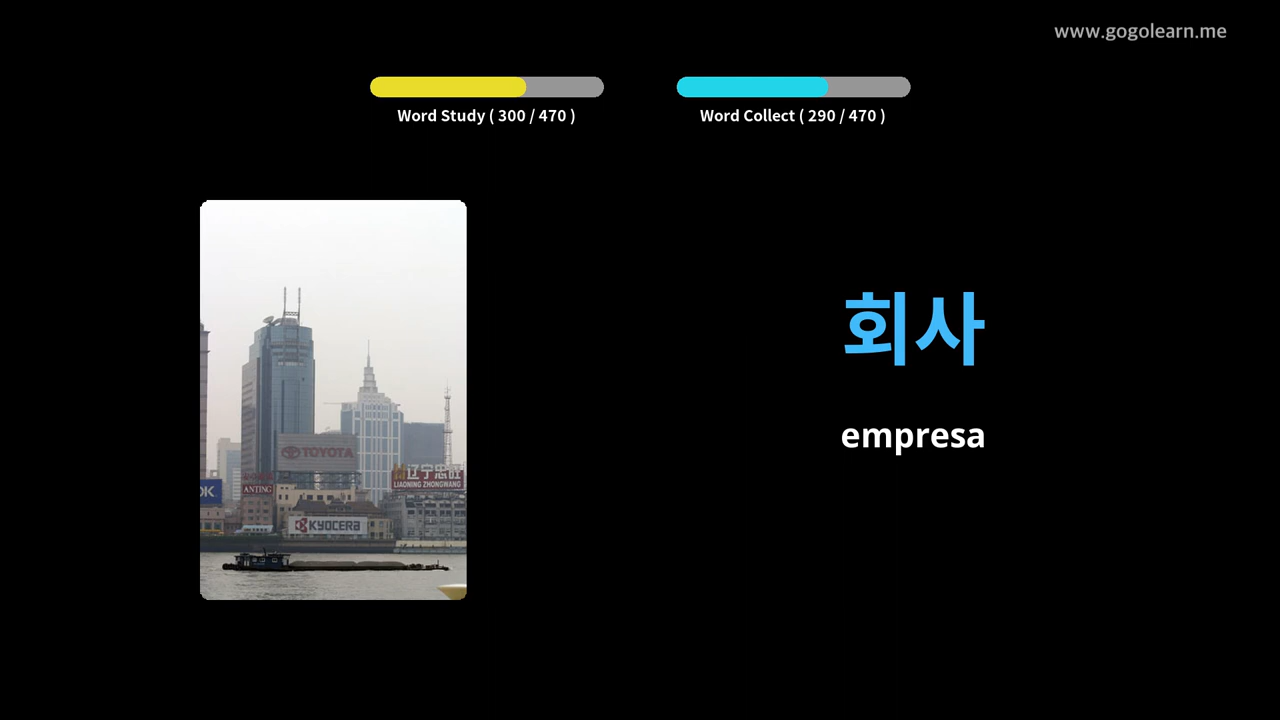 www.gogolearn.me
Word Study ( 300 / 470 )
Word Collect ( 290 / 470 )
회사
empresa
TOYOTA
辽宁忠旺
LIAONING ZHONGWANG
OK
ANTING
KYOCERA